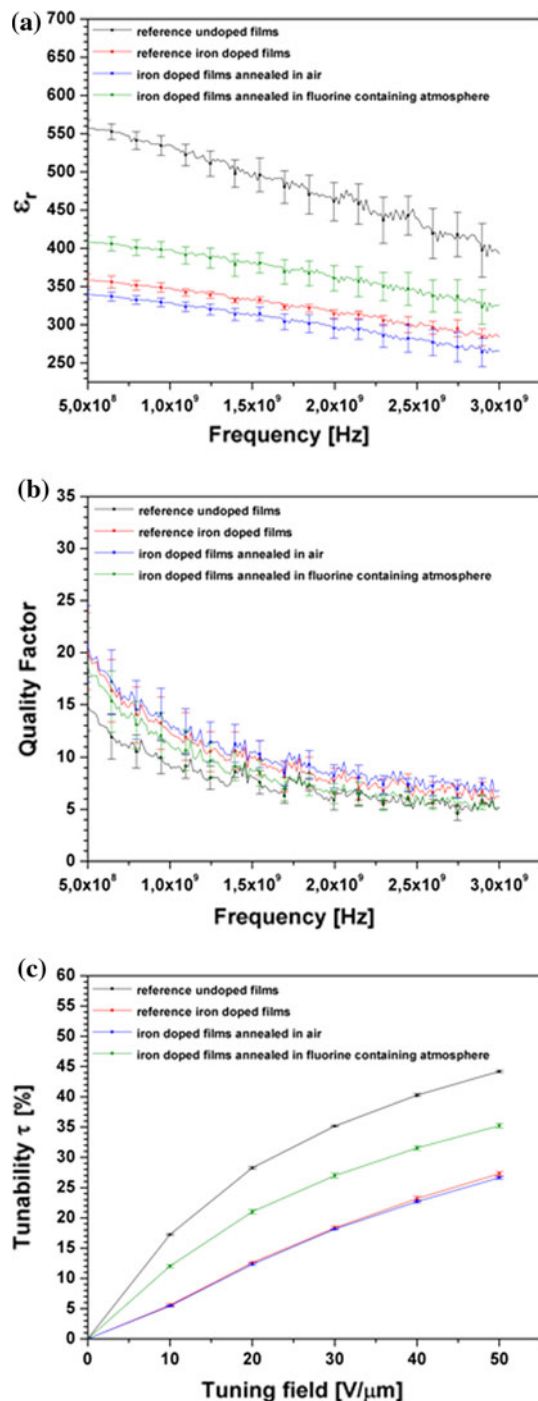 (a)
700
650
600
550
500
450
400
350
300
250
εr
reference undoped films
reference iron doped films
iron doped films annealed in air
iron doped films annealed in fluorine containing atmosphere
5,0x10⁸ 1,0x10⁹ 1,5x10⁹ 2,0x10⁹ 2,5x10⁹ 3,0x10⁹
Frequency [Hz]
(b)
35
30
25
20
15
10
5
0
Quality Factor
reference undoped films
reference iron doped films
iron doped films annealed in air
iron doped films annealed in fluorine containing atmosphere
5,0x10⁸ 1,0x10⁹ 1,5x10⁹ 2,0x10⁹ 2,5x10⁹ 3,0x10⁹
Frequency [Hz]
(c)
60
55
50
45
40
35
30
25
20
15
10
5
0
Tunability τ [%]
reference undoped films
reference iron doped films
iron doped films annealed in air
iron doped films annealed in fluorine containing atmosphere
0 10 20 30 40 50
Tuning field [V/μm]